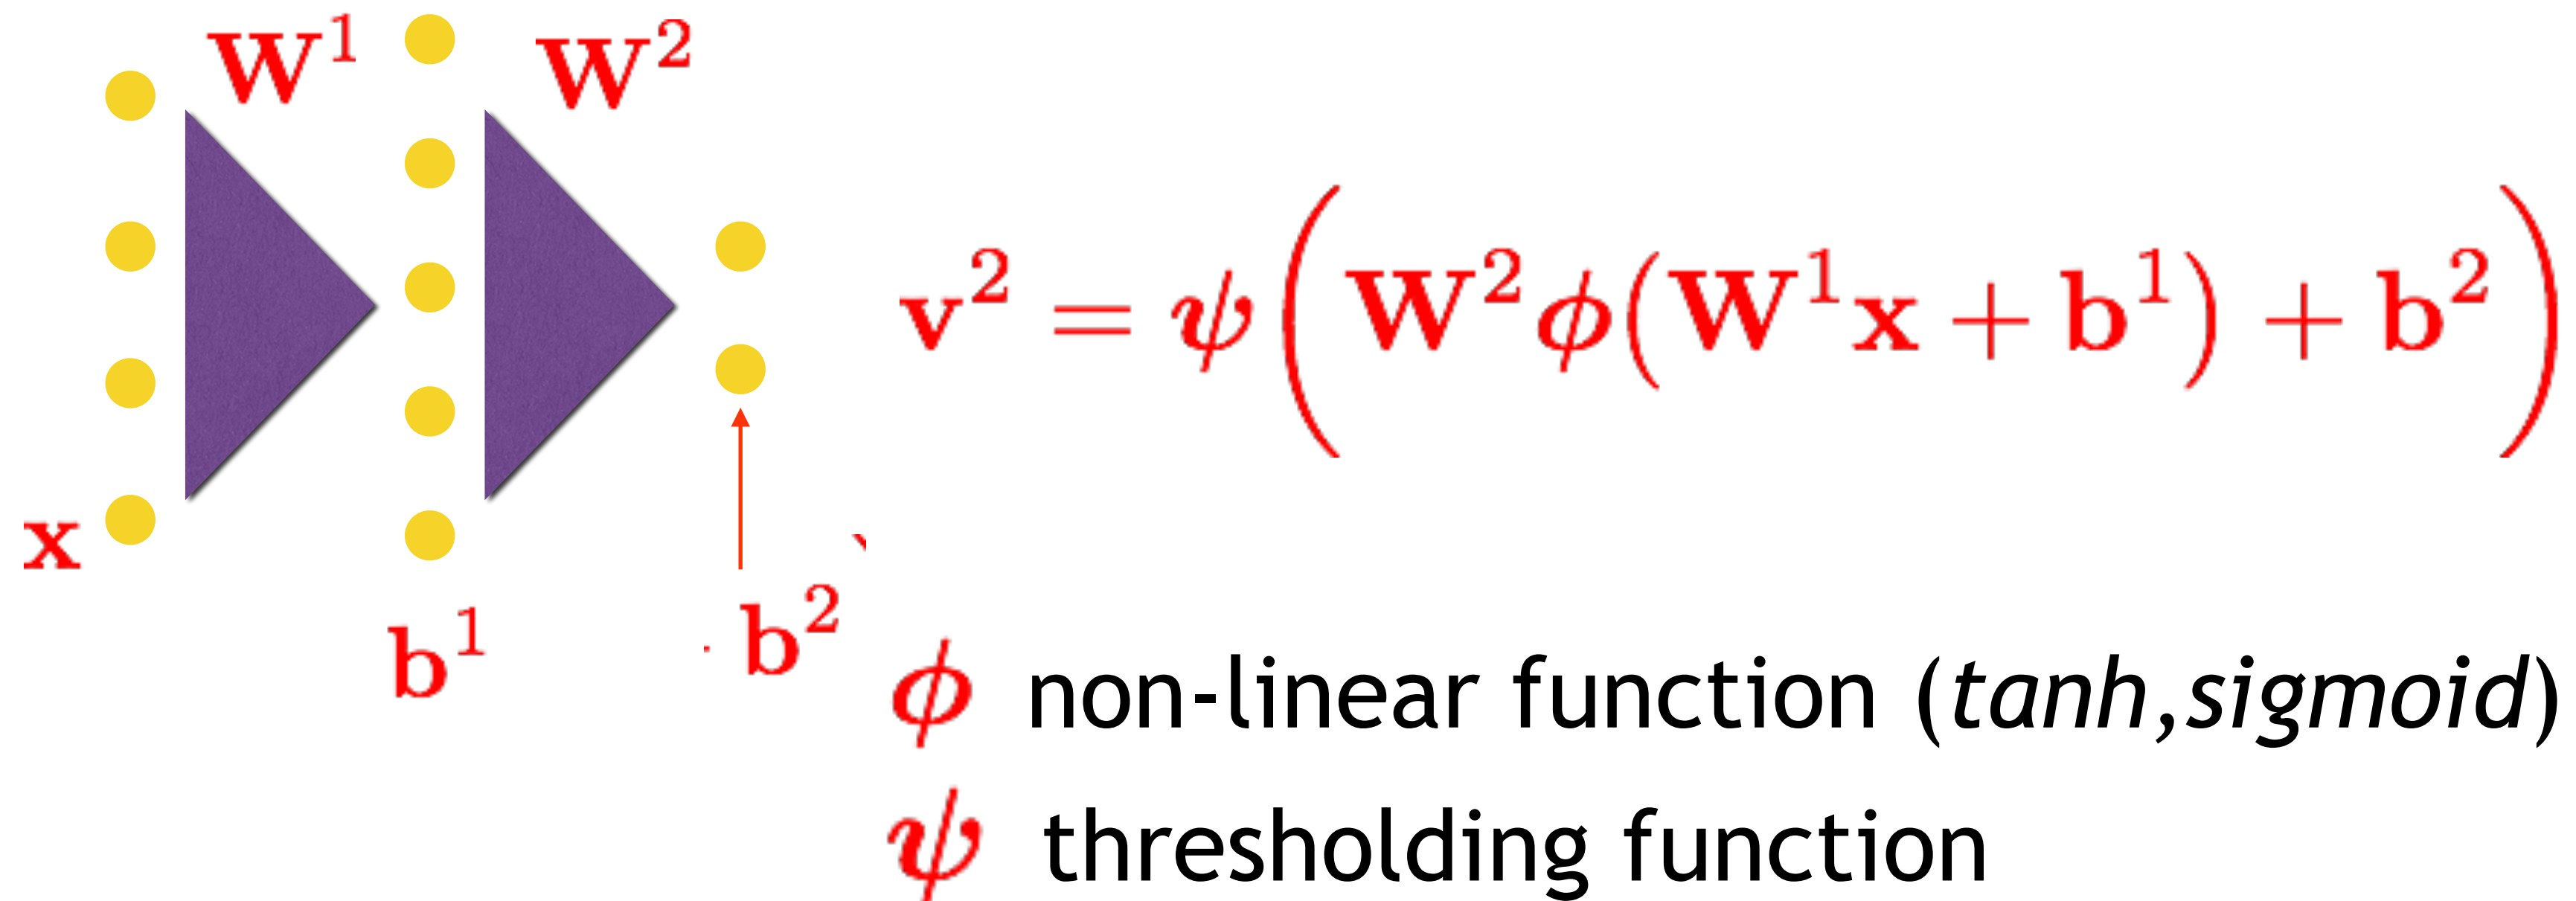 W¹ W²
x
b¹
b²
v² = ψ(W²ϕ(W¹x + b¹) + b²)
ϕ non-linear function (tanh,sigmoid)
ψ thresholding function